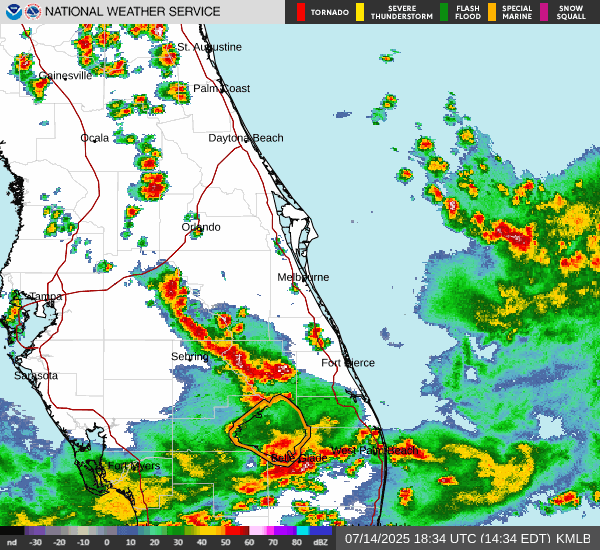 NATIONAL WEATHER SERVICE
TORNADO
SEVERE THUNDERSTORM
FLASH FLOOD
SPECIAL MARINE
SNOW SQUALL
St. Augustine
Gainesville
Palm Coast
Ocala
Daytona Beach
Orlando
Melbourne
Tampa
Sebring
Fort Pierce
Sarasota
West Palm Beach
Belle Glade
Fort Myers
nd -30 -20 -10 0 10 20 30 40 50 60 70 80 dBZ
07/14/2025 18:34 UTC (14:34 EDT) KMLB